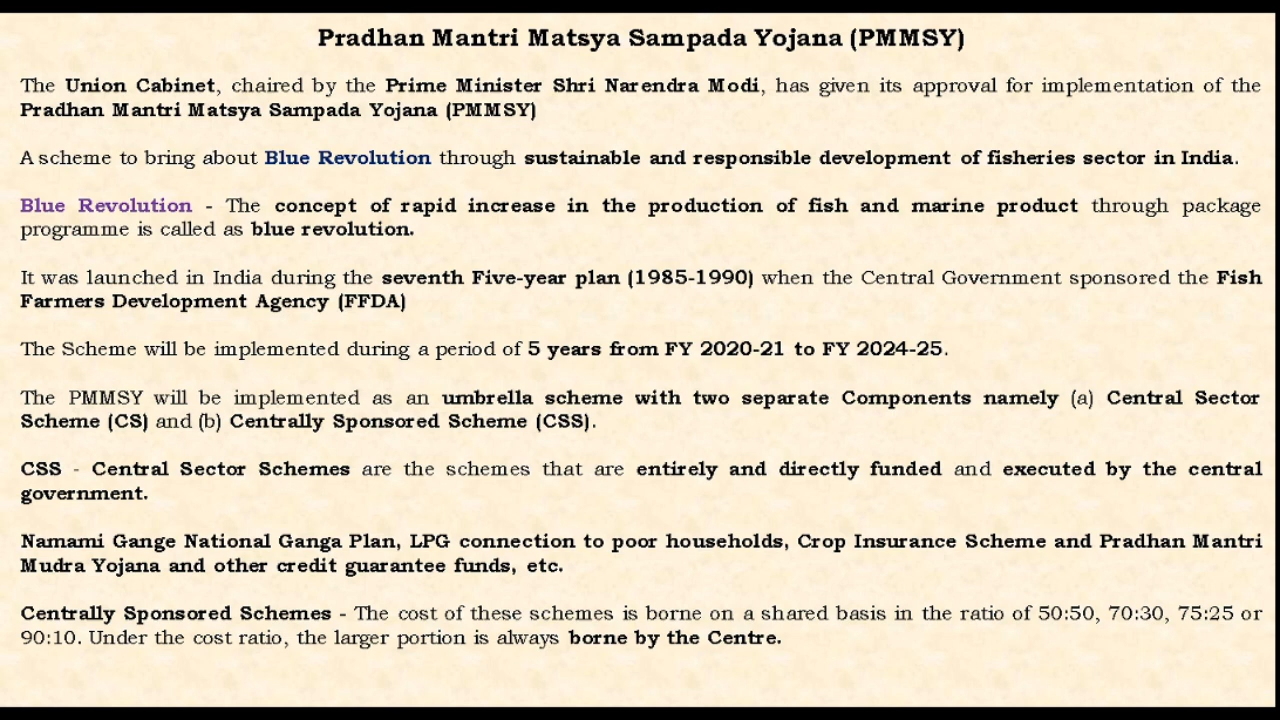 Pradhan Mantri Matsya Sampada Yojana (PMMSY)
The Union Cabinet, chaired by the Prime Minister Shri Narendra Modi, has given its approval for implementation of the
Pradhan Mantri Matsya Sampada Yojana (PMMSY)
A scheme to bring about Blue Revolution through sustainable and responsible development of fisheries sector in India.
Blue Revolution - The concept of rapid increase in the production of fish and marine product through package
programme is called as blue revolution.
It was launched in India during the seventh Five-year plan (1985-1990) when the Central Government sponsored the Fish
Farmers Development Agency (FFDA)
The Scheme will be implemented during a period of 5 years from FY 2020-21 to FY 2024-25.
The PMMSY will be implemented as an umbrella scheme with two separate Components namely (a) Central Sector
Scheme (CS) and (b) Centrally Sponsored Scheme (CSS).
CSS - Central Sector Schemes are the schemes that are entirely and directly funded and executed by the central
government.
Namami Gange National Ganga Plan, LPG connection to poor households, Crop Insurance Scheme and Pradhan Mantri
Mudra Yojana and other credit guarantee funds, etc.
Centrally Sponsored Schemes - The cost of these schemes is borne on a shared basis in the ratio of 50:50, 70:30, 75:25 or
90:10. Under the cost ratio, the larger portion is always borne by the Centre.